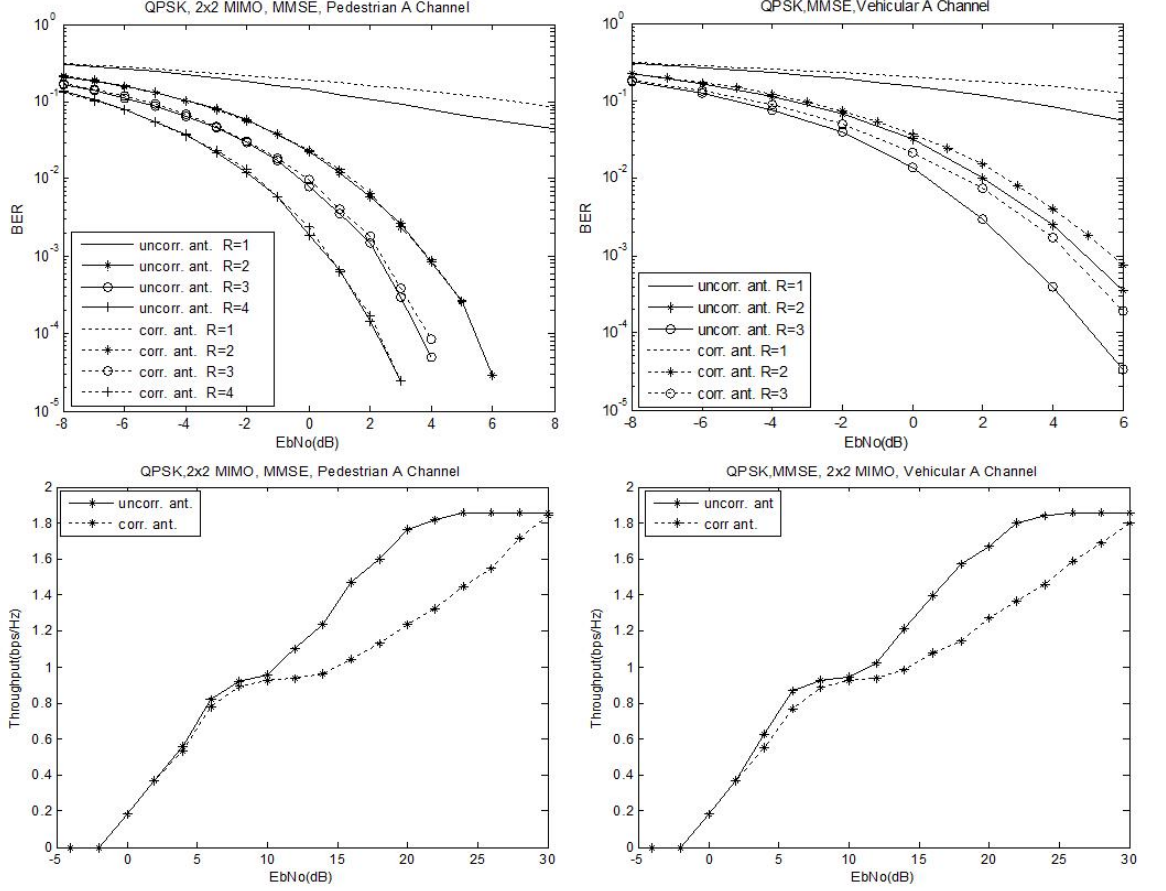 QPSK, 2x2 MIMO, MMSE, Pedestrian A Channel
10^0
10^-1
10^-2
10^-3
10^-4
10^-5
BER
uncorr. ant. R=1
uncorr. ant. R=2
uncorr. ant. R=3
uncorr. ant. R=4
corr. ant. R=1
corr. ant. R=2
corr. ant. R=3
corr. ant. R=4
-8 -6 -4 -2 0 2 4 6 8
EbNo(dB)
QPSK,MMSE,Vehicular A Channel
10^0
10^-1
10^-2
10^-3
10^-4
10^-5
BER
uncorr. ant. R=1
uncorr. ant. R=2
uncorr. ant. R=3
corr. ant. R=1
corr. ant. R=2
corr. ant. R=3
-8 -6 -4 -2 0 2 4 6
EbNo(dB)
QPSK,2x2 MIMO, MMSE, Pedestrian A Channel
2
1.8
1.6
1.4
1.2
1
0.8
0.6
0.4
0.2
0
Throughput(bps/Hz)
uncorr. ant.
corr. ant.
-5 0 5 10 15 20 25 30
EbNo(dB)
QPSK,MMSE, 2x2 MIMO, Vehicular A Channel
2
1.8
1.6
1.4
1.2
1
0.8
0.6
0.4
0.2
0
Throughput(bps/Hz)
uncorr. ant
corr ant.
-5 0 5 10 15 20 25 30
EbNo(dB)